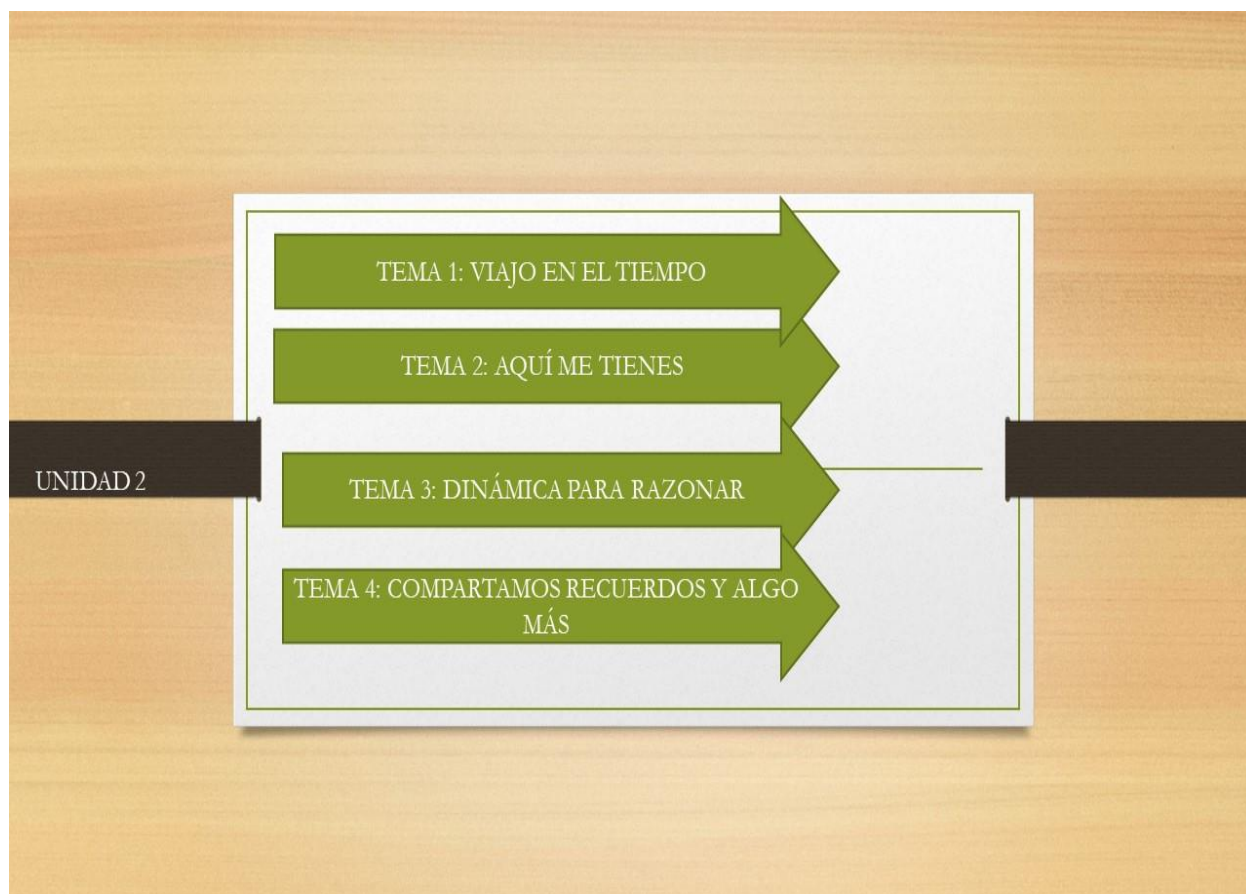 TEMA 1: VIAJO EN EL TIEMPO
TEMA 2: AQUÍ ME TIENES
UNIDAD 2
TEMA 3: DINÁMICA PARA RAZONAR
TEMA 4: COMPARTAMOS RECUERDOS Y ALGO
MÁS